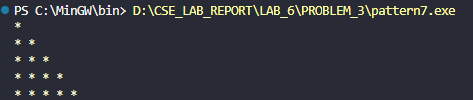 PS C:\MinGW\bin> D:\CSE_LAB_REPORT\LAB_6\PROBLEM_3\pattern7.exe
*
* *
* * *
* * * *
* * * * *